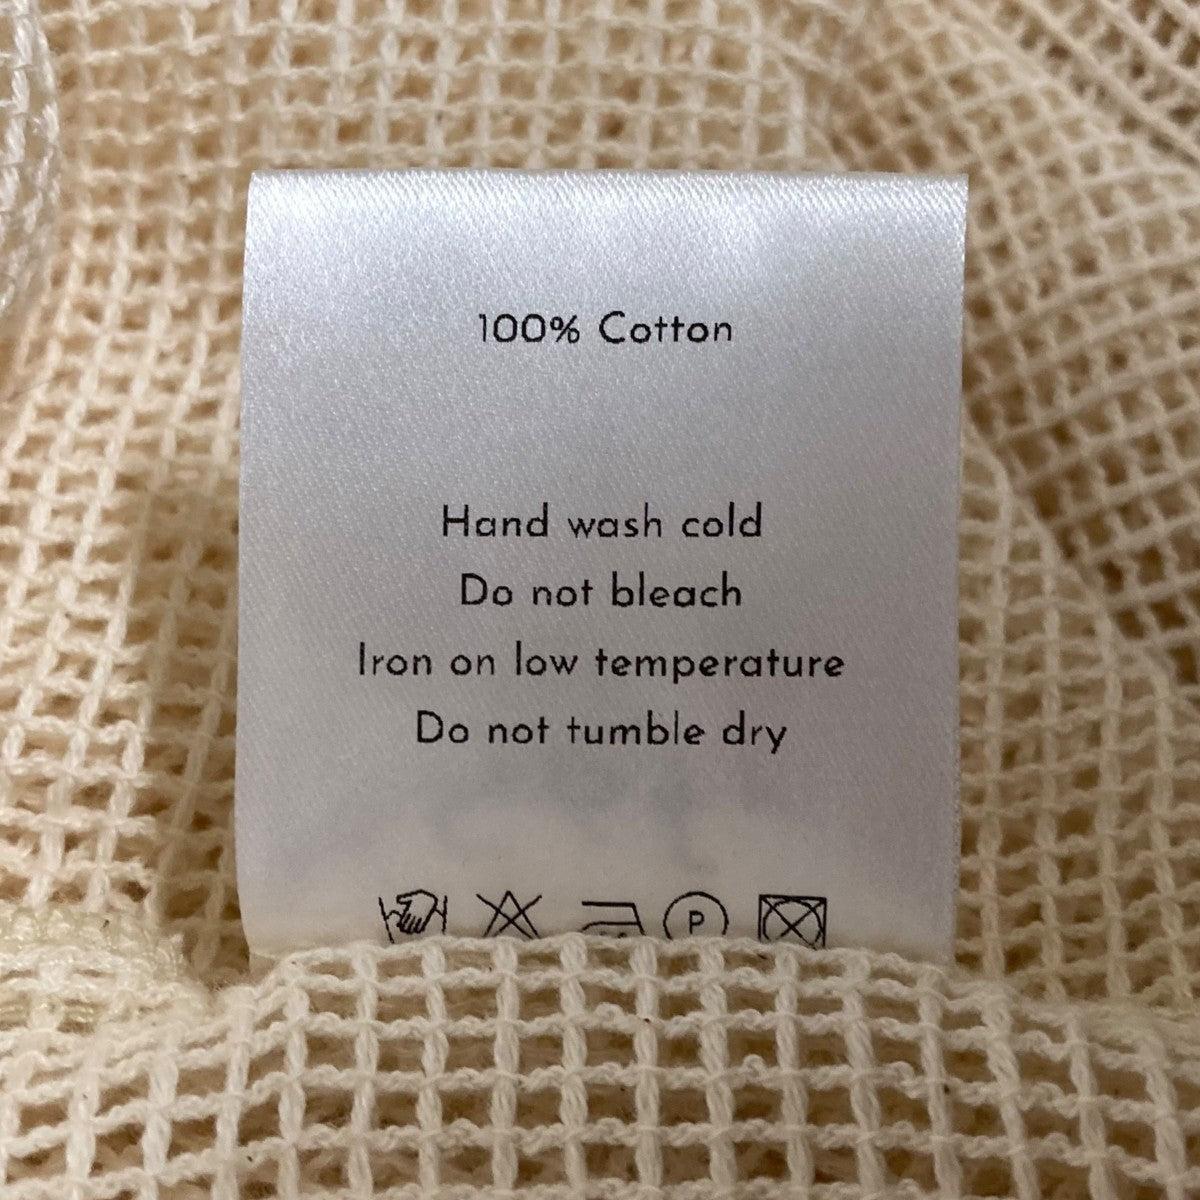 100% Cotton
Hand wash cold
Do not bleach
Iron on low temperature
Do not tumble dry
P